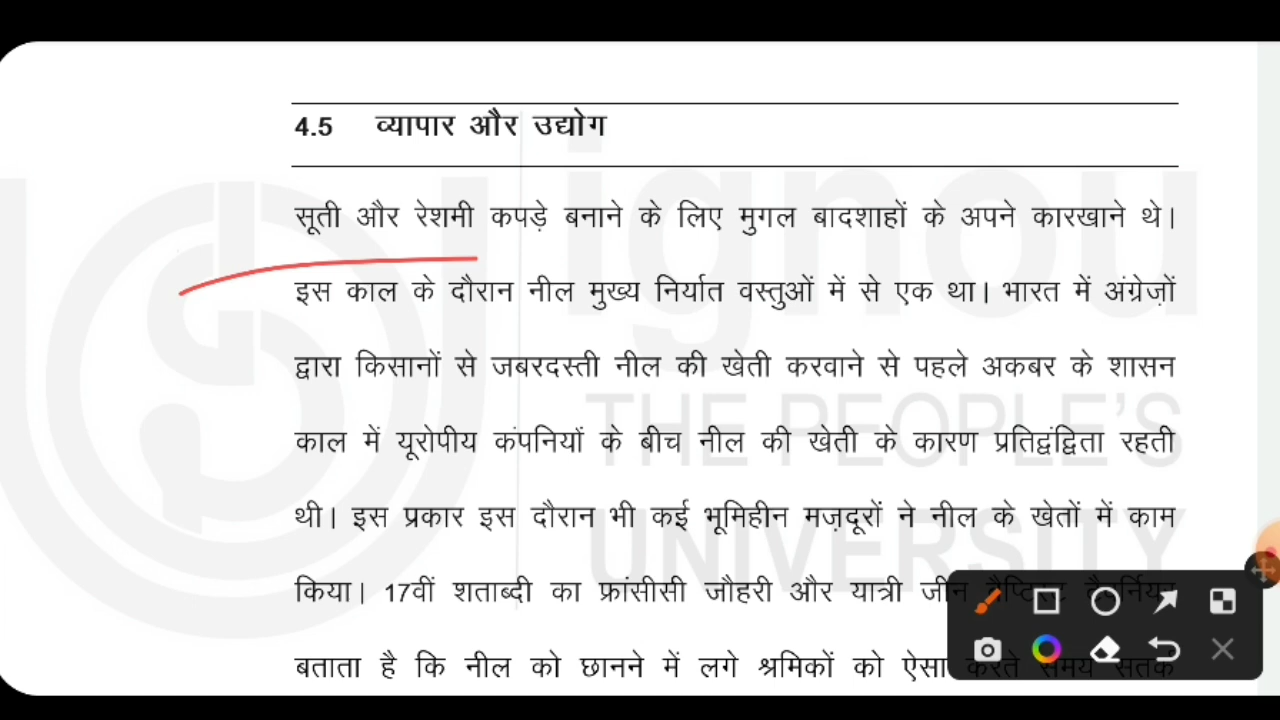 4.5 व्यापार और उद्योग
सूती और रेशमी कपड़े बनाने के लिए मुगल बादशाहों के अपने कारखाने थे।
इस काल के दौरान नील मुख्य निर्यात वस्तुओं में से एक था। भारत में अंग्रेज़ों
द्वारा किसानों से जबरदस्ती नील की खेती करवाने से पहले अकबर के शासन
काल में यूरोपीय कंपनियों के बीच नील की खेती के कारण प्रतिद्वंद्विता रहती
थी। इस प्रकार इस दौरान भी कई भूमिहीन मज़दूरों ने नील के खेतों में काम
किया। 17वीं शताब्दी का फ्रांसीसी जौहरी और यात्री जीन
बताता है कि नील को छानने में लगे श्रमिकों को ऐसा करते समय
ignou
THE PEOPLE'S
UNIVERSITY